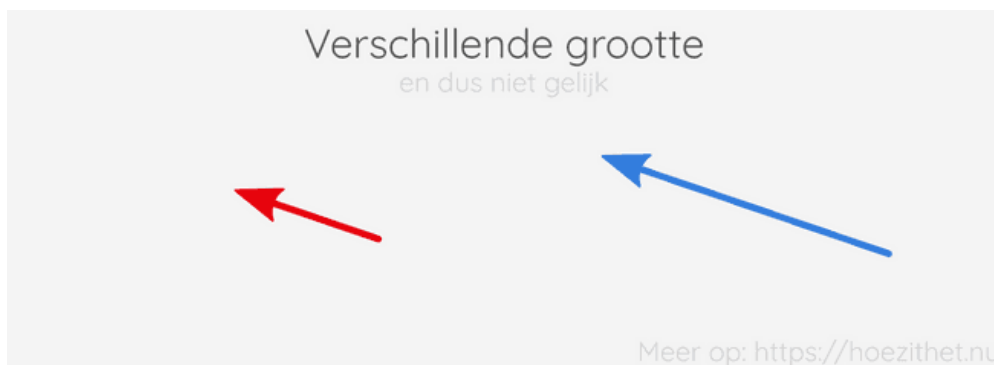 Verschillende grootte
en dus niet gelijk
Meer op: https://hoezithet.nu